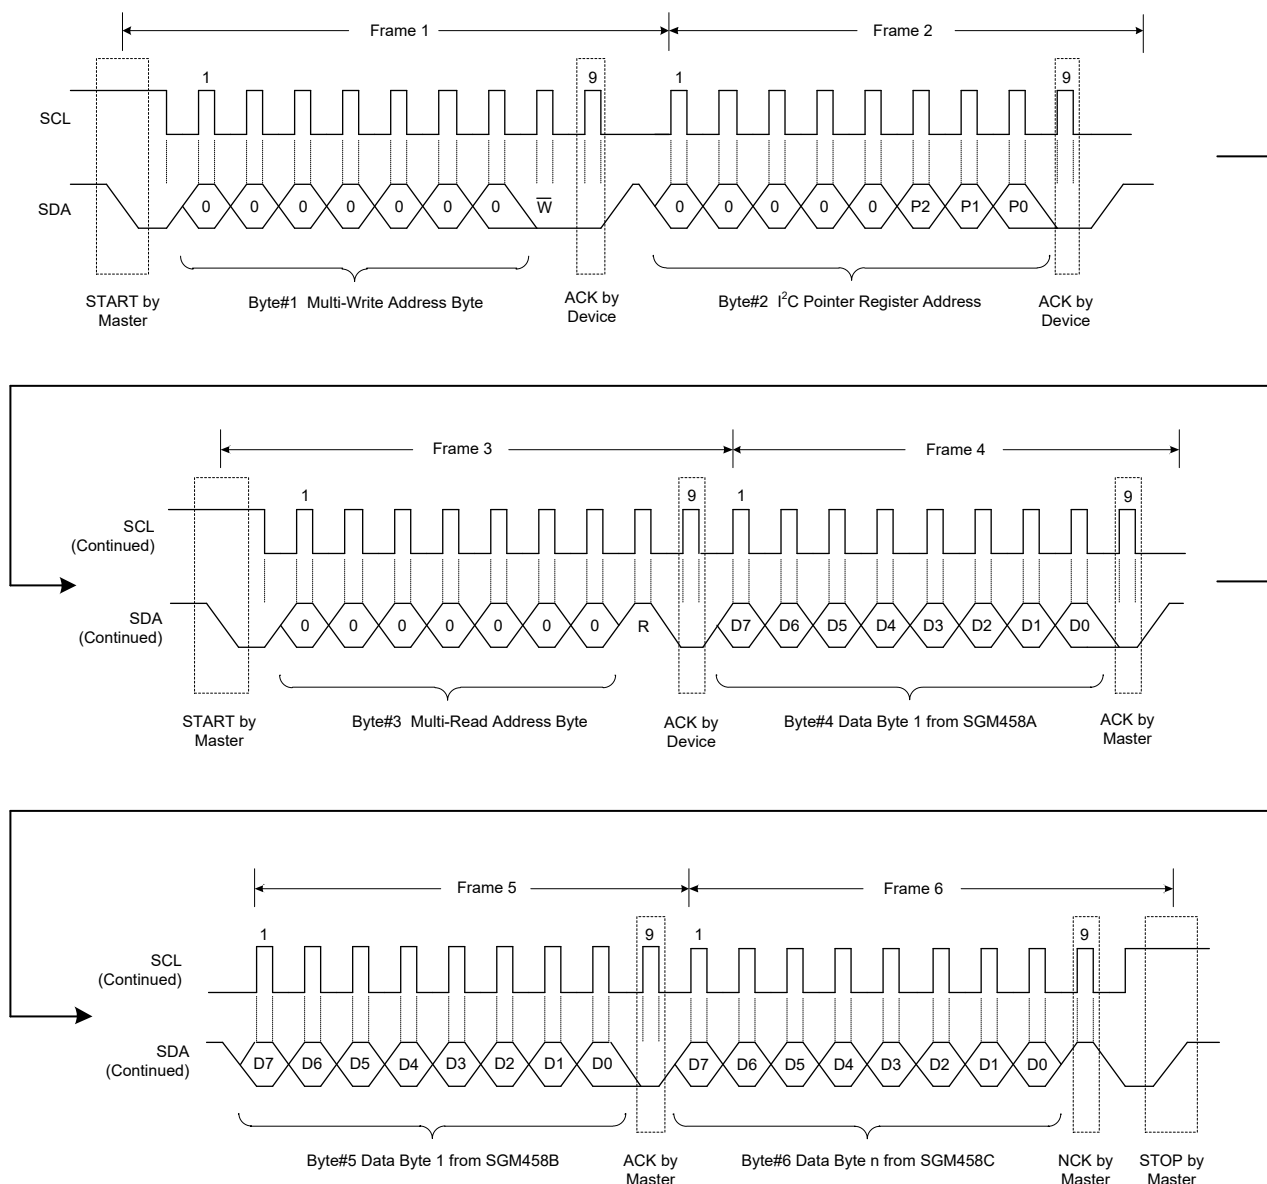 Frame 1 Frame 2
1 9 1 9
SCL
SDA 0 0 0 0 0 0 0 W̅ 0 0 0 0 0 P2 P1 P0
START by Master
Byte#1 Multi-Write Address Byte
ACK by Device
Byte#2 I²C Pointer Register Address
ACK by Device
Frame 3 Frame 4
1 9 1 9
SCL (Continued)
SDA (Continued) 0 0 0 0 0 0 0 R D7 D6 D5 D4 D3 D2 D1 D0
START by Master
Byte#3 Multi-Read Address Byte
ACK by Device
Byte#4 Data Byte 1 from SGM458A
ACK by Master
Frame 5 Frame 6
1 9 1 9
SCL (Continued)
SDA (Continued) D7 D6 D5 D4 D3 D2 D1 D0 D7 D6 D5 D4 D3 D2 D1 D0
Byte#5 Data Byte 1 from SGM458B
ACK by Master
Byte#6 Data Byte n from SGM458C
NCK by Master
STOP by Master